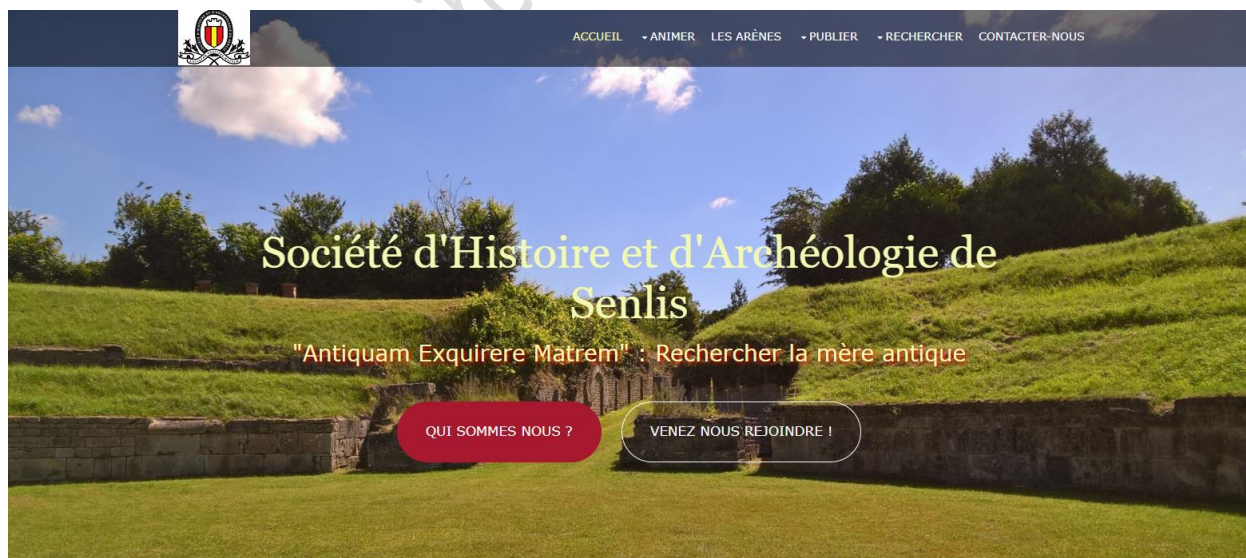 ACCUEIL ANIMER LES ARÈNES PUBLIER RECHERCHER CONTACTER-NOUS
Société d'Histoire et d'Archéologie de
Senlis
"Antiquam Exquirere Matrem" : Rechercher la mère antique
QUI SOMMES NOUS ? VENEZ NOUS REJOINDRE !